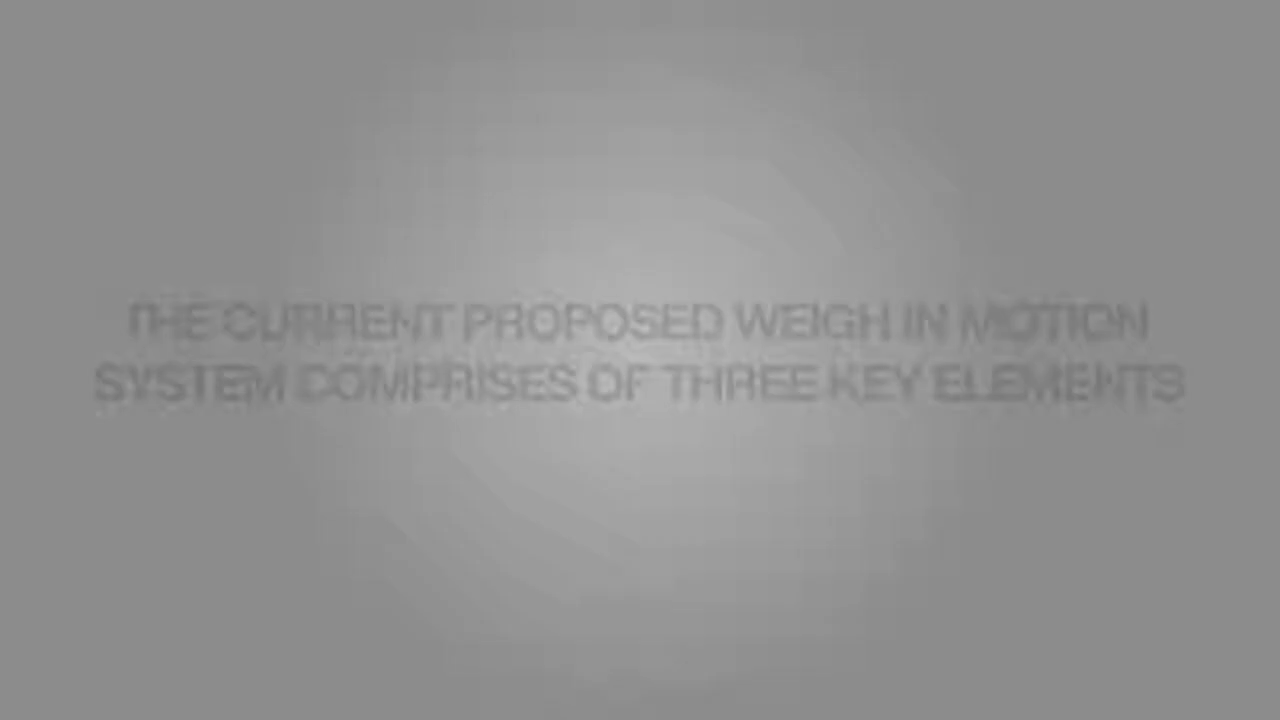 THE CURRENT PROPOSED WEIGH IN MOTION
SYSTEM COMPRISES OF THREE KEY ELEMENTS